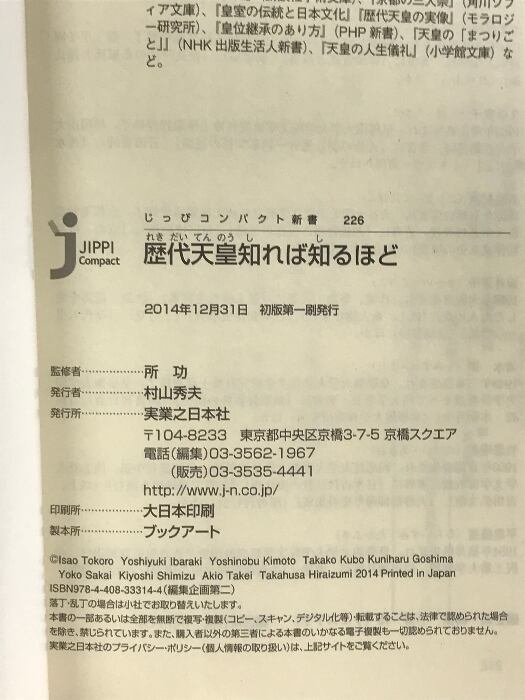 ィア文庫)、『皇室の伝統と日本文化』『歴代天皇の実像』(モラロジ
ー研究所)、『皇位継承のあり方』(PHP新書)、『天皇の「まつりご
と」』(NHK出版生活人新書)、『天皇の人生儀礼』(小学館文庫)な
ど。
JIPPI
Compact
じっぴコンパクト新書 226
れき だい てん のう し し
歴代天皇知れば知るほど
2014年12月31日 初版第一刷発行
監修者………………所 功
発行者………………村山秀夫
発行所………………実業之日本社
〒104-8233 東京都中央区京橋3-7-5 京橋スクエア
電話(編集)03-3562-1967
(販売)03-3535-4441
http://www.j-n.co.jp/
印刷所………………大日本印刷
製本所………………ブックアート
©Isao Tokoro Yoshiyuki Ibaraki Yoshinobu Kimoto Takako Kubo Kuniharu Goshima
Yoko Sakai Kiyoshi Shimizu Akio Takei Takahusa Hiraizumi 2014 Printed in Japan
ISBN978-4-408-33314-4(編集企画第二)
落丁・乱丁の場合は小社でお取り替えいたします。
本書の一部あるいは全部を無断で複写・複製(コピー、スキャン、デジタル化等)・転載することは、法律で認められた場合
を除き、禁じられています。また、購入者以外の第三者による本書のいかなる電子複製も一切認められておりません。
実業之日本社のプライバシー・ポリシー(個人情報の取り扱い)は、上記サイトをご覧ください。